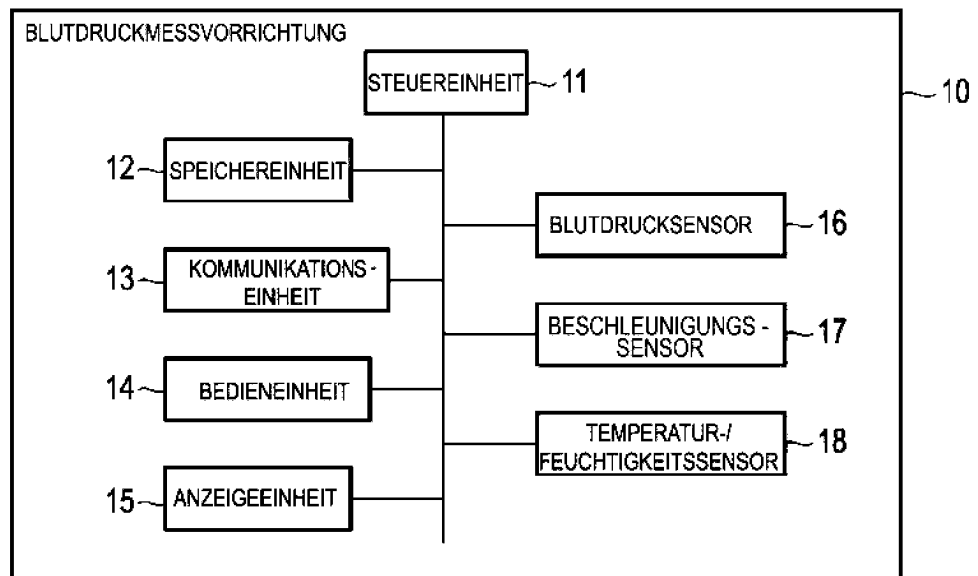 BLUTDRUCKMESSVORRICHTUNG
STEUEREINHEIT
11
10
12
SPEICHEREINHEIT
BLUTDRUCKSENSOR
16
13
KOMMUNIKATIONS-
EINHEIT
BESCHLEUNIGUNGS-
SENSOR
17
14
BEDIENEINHEIT
TEMPERATUR-/
FEUCHTIGKEITSSENSOR
18
15
ANZEIGEEINHEIT